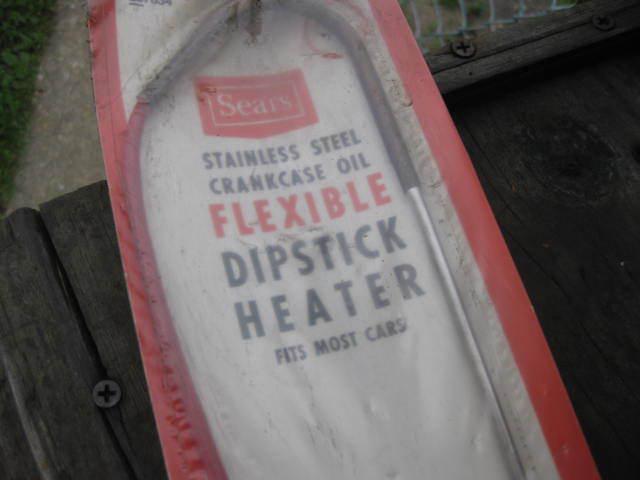 Sears
STAINLESS STEEL
CRANKCASE OIL
FLEXIBLE
DIPSTICK
HEATER
FITS MOST CARS